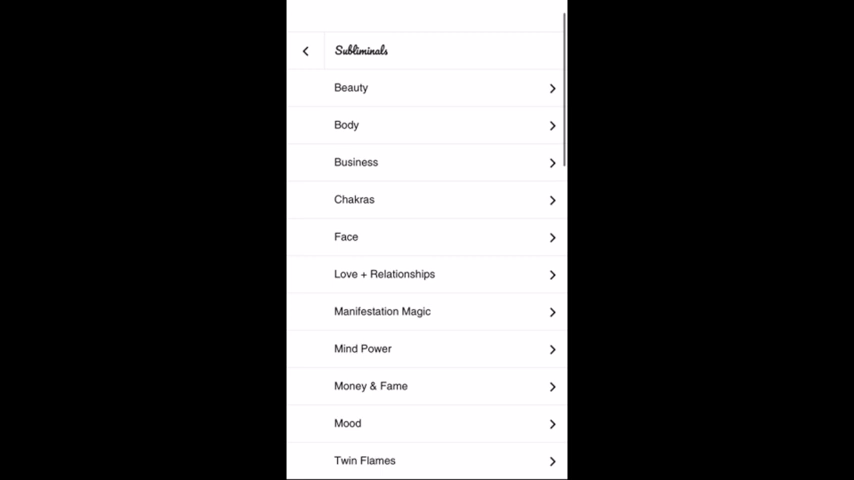 Subliminals
Beauty
Body
Business
Chakras
Face
Love + Relationships
Manifestation Magic
Mind Power
Money & Fame
Mood
Twin Flames